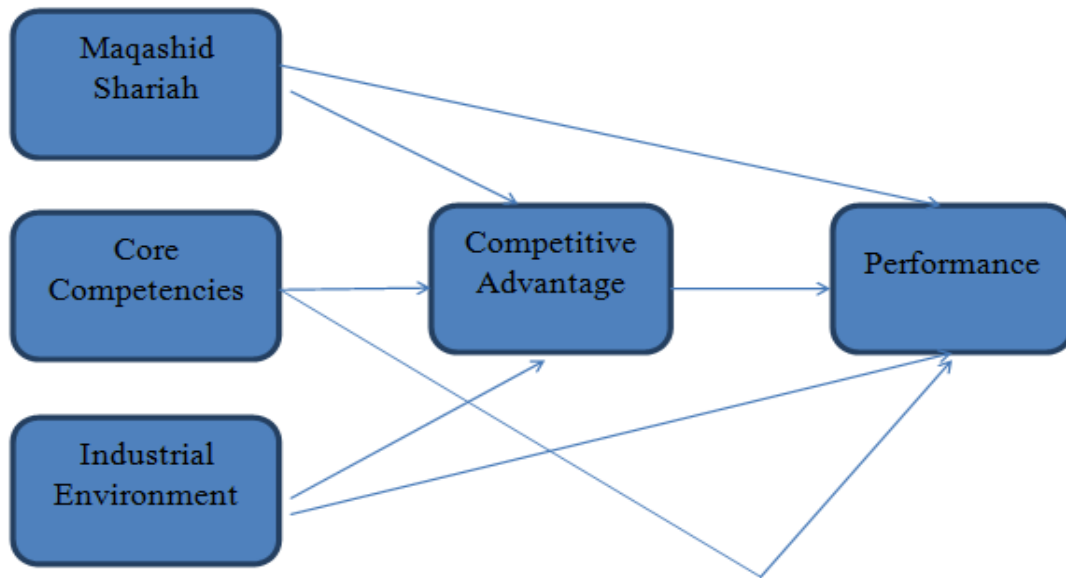 Maqashid
Shariah
Core
Competencies
Competitive
Advantage
Performance
Industrial
Environment